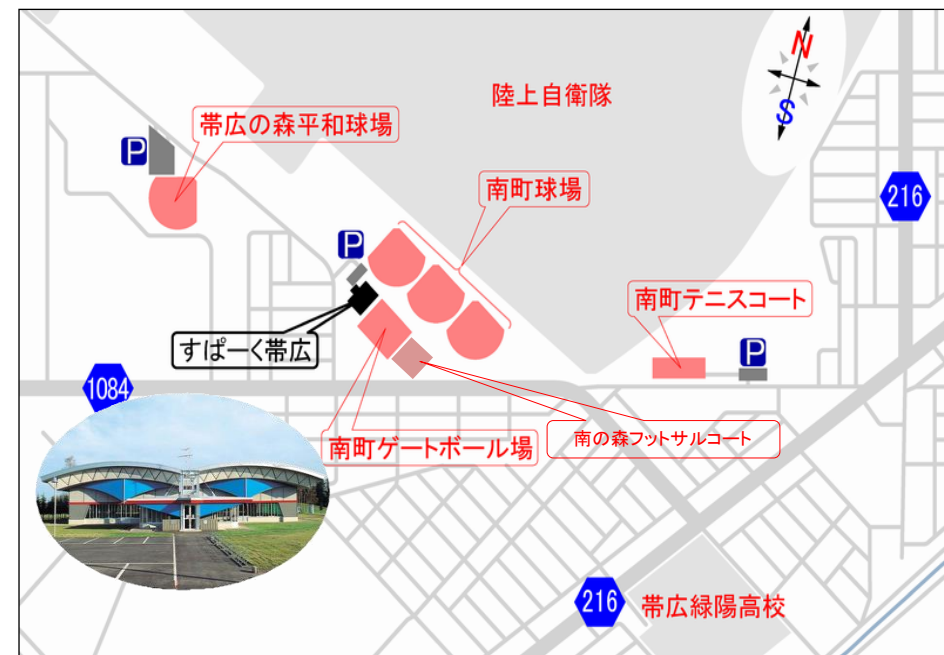 N
S
陸上自衛隊
帯広の森平和球場
P
南町球場
216
P
南町テニスコート
すぱーく帯広
P
1084
南町ゲートボール場
南の森フットサルコート
216
帯広緑陽高校